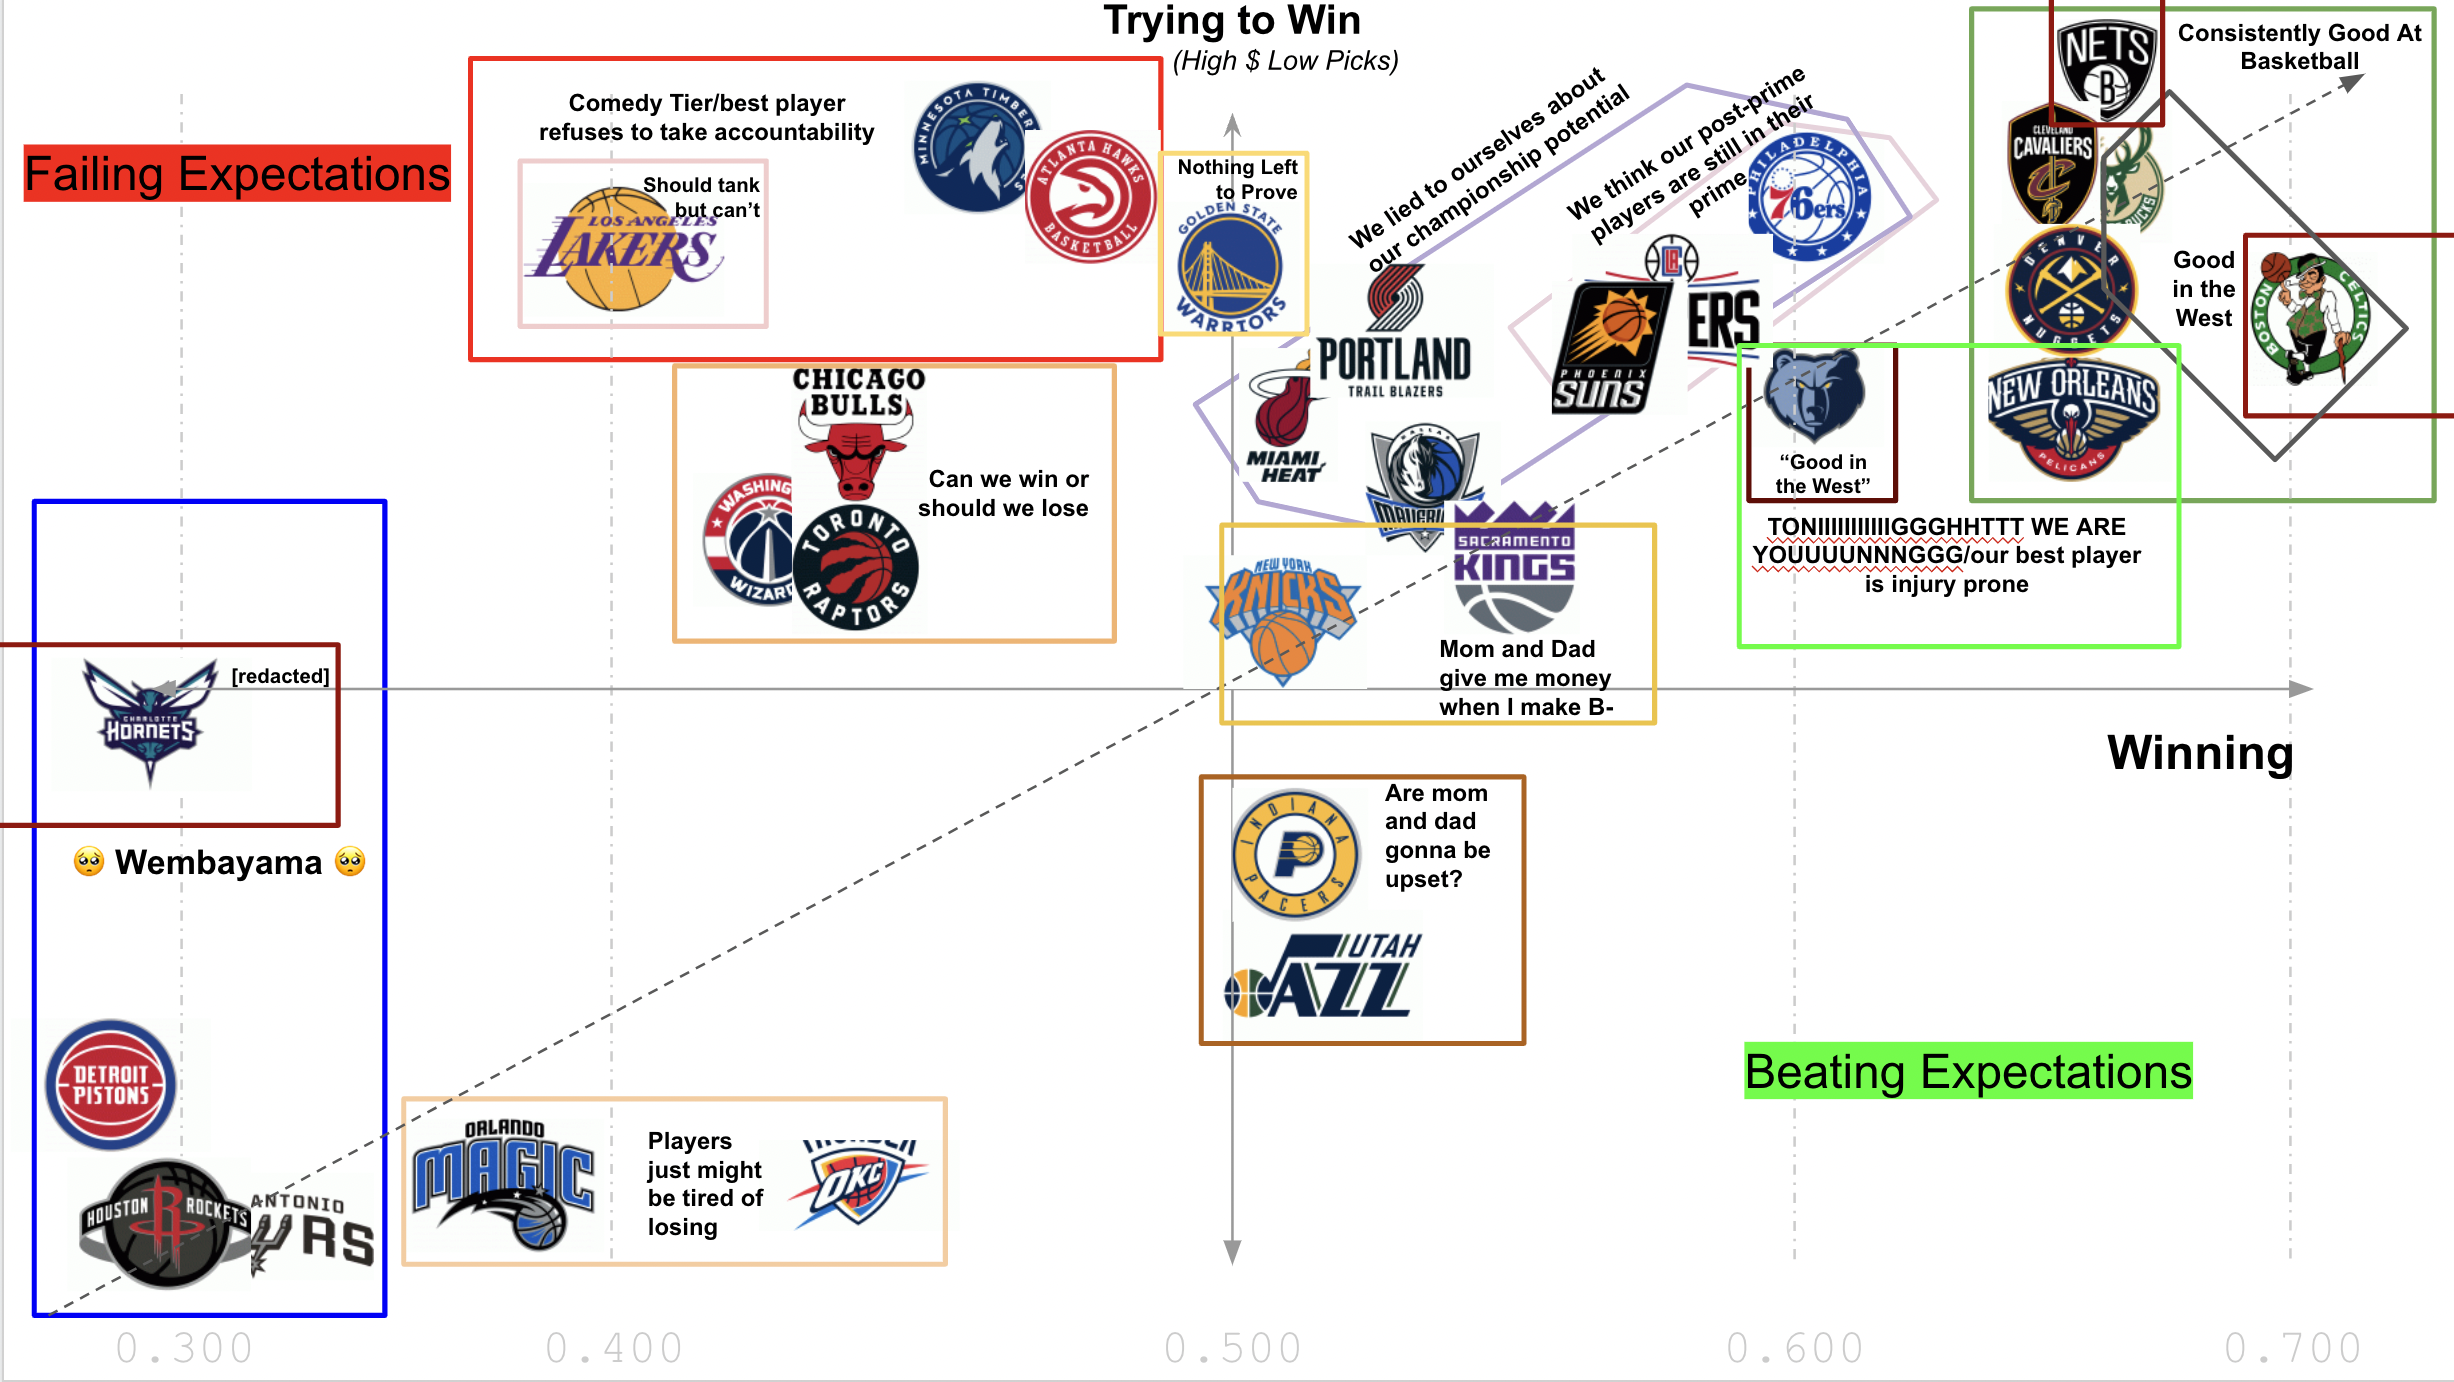 Trying to Win
(High $ Low Picks)
Failing Expectations
Comedy Tier/best player
refuses to take accountability
Should tank
but can't
LOS ANGELES
LAKERS
MINNESOTA TIMBER
ATLANTA HAWKS
BASKETBALL
Nothing Left
to Prove
GOLDEN STATE
WARRIORS
We lied to ourselves about
our championship potential
We think our post-prime
players are still in their
prime
PHILADELPHIA
76ers
PORTLAND
TRAIL BLAZERS
MIAMI
HEAT
PHOENIX
SUNS
LA
ERS
DALLAS
NETS
B
Consistently Good At
Basketball
CLEVELAND
CAVALIERS
C
BUCKS
DENVER
NUGGETS
Good
in the
West
BOSTON
CELTICS
NEW ORLEANS
PELICANS
“Good in
the West”
TONIIIIIIIIIIIGGGHHTTT WE ARE
YOUUUUNNNGGG/our best player
is injury prone
CHICAGO
BULLS
WASHING
WIZARD
TORONTO
RAPTORS
Can we win or
should we lose
NEW YORK
KNICKS
SACRAMENTO
KINGS
Mom and Dad
give me money
when I make B-
CHARLOTTE
HORNETS
[redacted]
Winning
🥺 Wembayama 🥺
INDIANA
P
PACERS
Are mom
and dad
gonna be
upset?
UTAH
JAZZ
DETROIT
PISTONS
HOUSTON
R
ROCKETS
ANTONIO
RS
ORLANDO
MAGIC
Players
just might
be tired of
losing
THUNDER
OKC
Beating Expectations
0.300
0.400
0.500
0.600
0.700